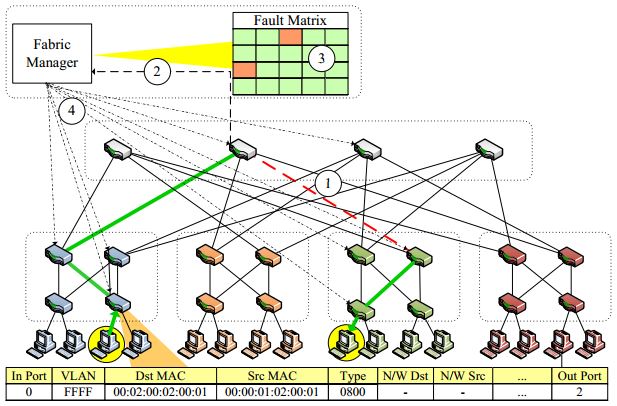 Fault Matrix
Fabric
Manager
2
3
4
1
In Port VLAN Dst MAC Src MAC Type N/W Dst N/W Src ... Out Port
0 FFFF 00:02:00:02:00:01 00:00:01:02:00:01 0800 - - ... 2